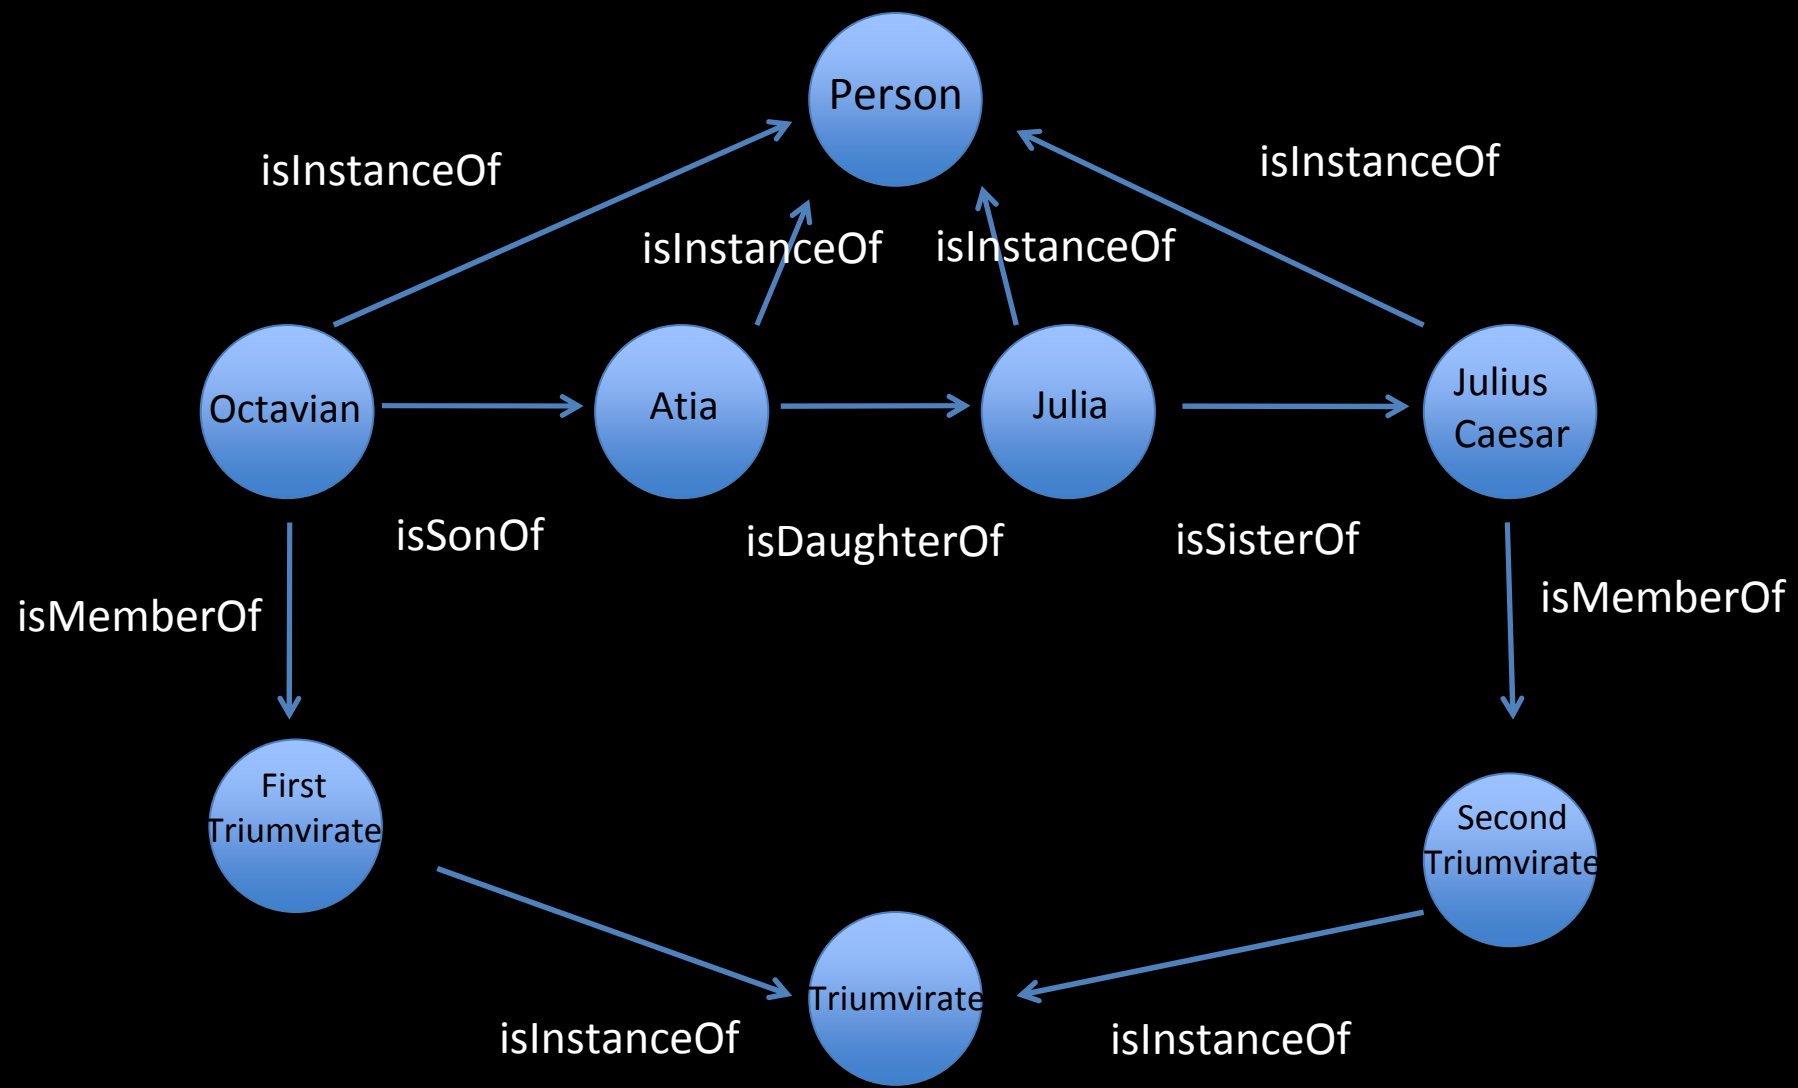 Person
isInstanceOf
isInstanceOf
isInstanceOf
isInstanceOf
Octavian
Atia
Julia
Julius
Caesar
isSonOf
isDaughterOf
isSisterOf
isMemberOf
isMemberOf
First
Triumvirate
Second
Triumvirate
Triumvirate
isInstanceOf
isInstanceOf